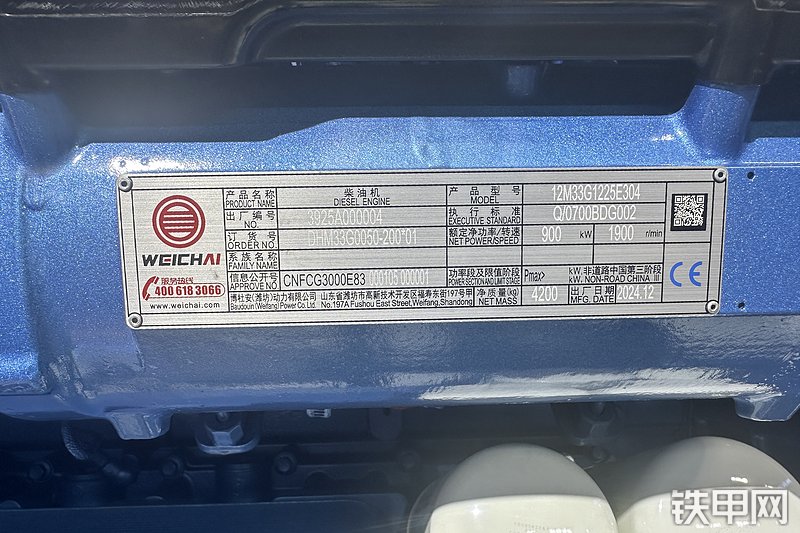 WEICHAI
服务热线
400 618 3066
www.weichai.com
产品名称 柴油机 产品型号 12M33G1225E304
PRODUCT NAME DIESEL ENGINE MODEL
出厂编号 3925A000004 执行标准 Q/0700BDG002
SERIAL NO. EXECUTIVE STANDARD
订货号 DHM33G0050-200*01 额定净功率/转速 900 kW 1900 r/min
ORDER NO. NET POWER/SPEED
系族名称
FAMILY NAME
信息公开号 CNFCG3000E83 000105 000001 功率段及限值阶段 Pmax> kW,非道路中国第三阶段
APPROVE NO POWER SECTION AND LIMIT STAGE kW, NON-ROAD CHINA III
博杜安(潍坊)动力有限公司 山东省潍坊市高新技术开发区福寿东街197号甲 净质量(kg) 4200 出厂日期 2024.12
Baudouin (Weifang) Power Co. Ltd. No.197A Fushou East Street,Weifang,Shandong NET MASS MFG. DATE
CE
铁甲网